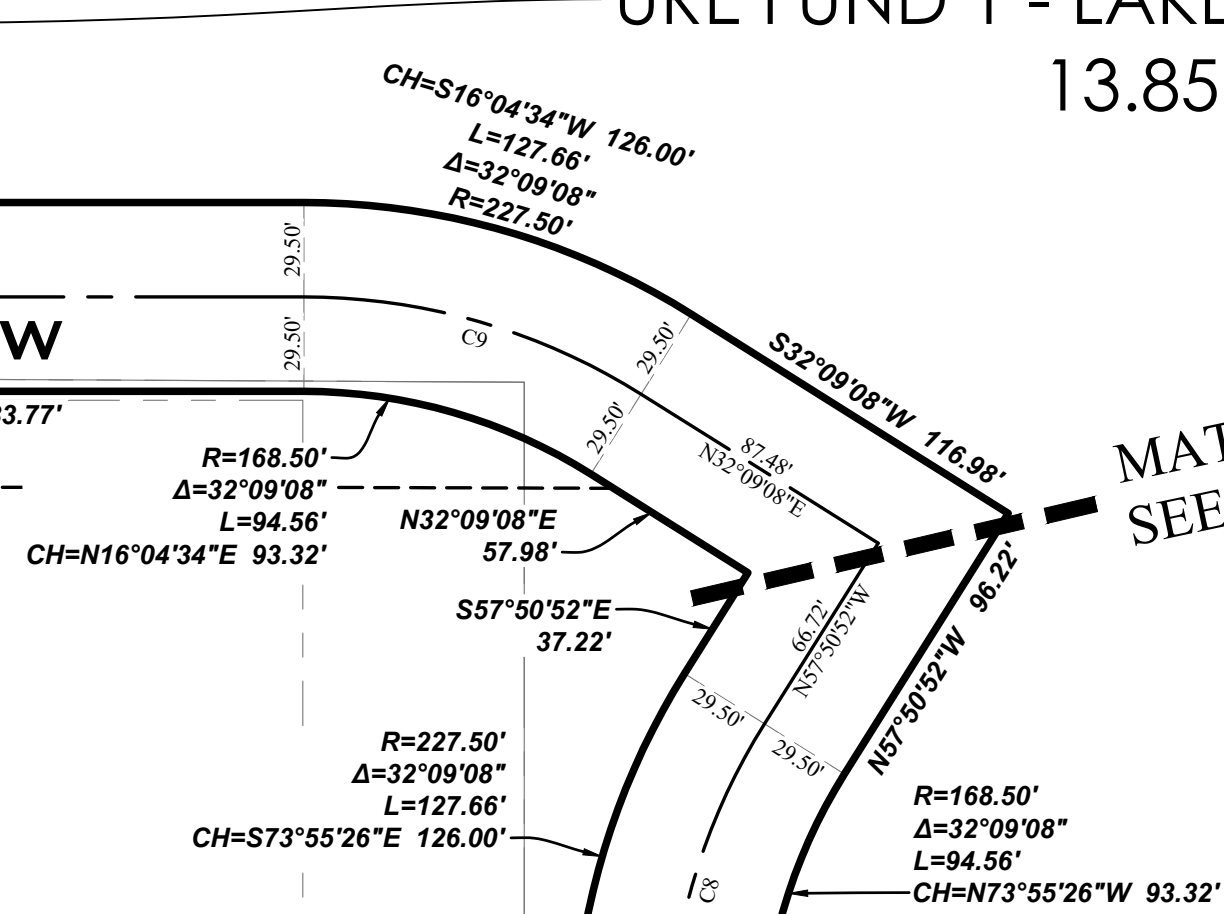 13.85
CH=S16°04'34"W 126.00'
L=127.66'
Δ=32°09'08"
R=227.50'
29.50'
29.50'
W
C9
29.50'
29.50'
S32°09'08"W 116.98'
87.48'
N32°09'08"E
33.77'
R=168.50'
Δ=32°09'08"
L=94.56'
CH=N16°04'34"E 93.32'
N32°09'08"E
57.98'
S57°50'52"E
37.22'
MAT
SEE
96.22'
N57°50'52"W
66.72'
N57°50'52"W
29.50'
29.50'
R=227.50'
Δ=32°09'08"
L=127.66'
CH=S73°55'26"E 126.00'
C8
R=168.50'
Δ=32°09'08"
L=94.56'
CH=N73°55'26"W 93.32'